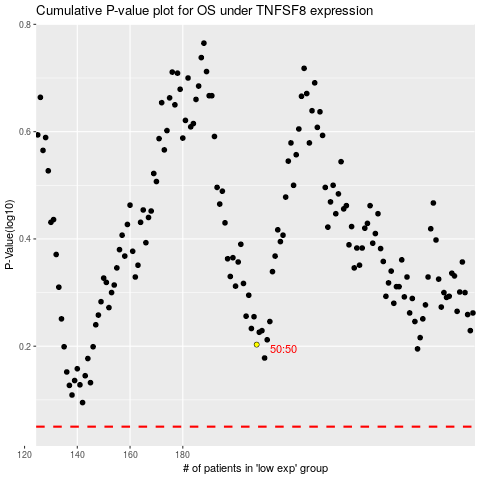 Cumulative P-value plot for OS under TNFSF8 expression
0.8
0.6
0.4
0.2
P-Value(log10)
50:50
120 140 160 180
# of patients in 'low exp' group